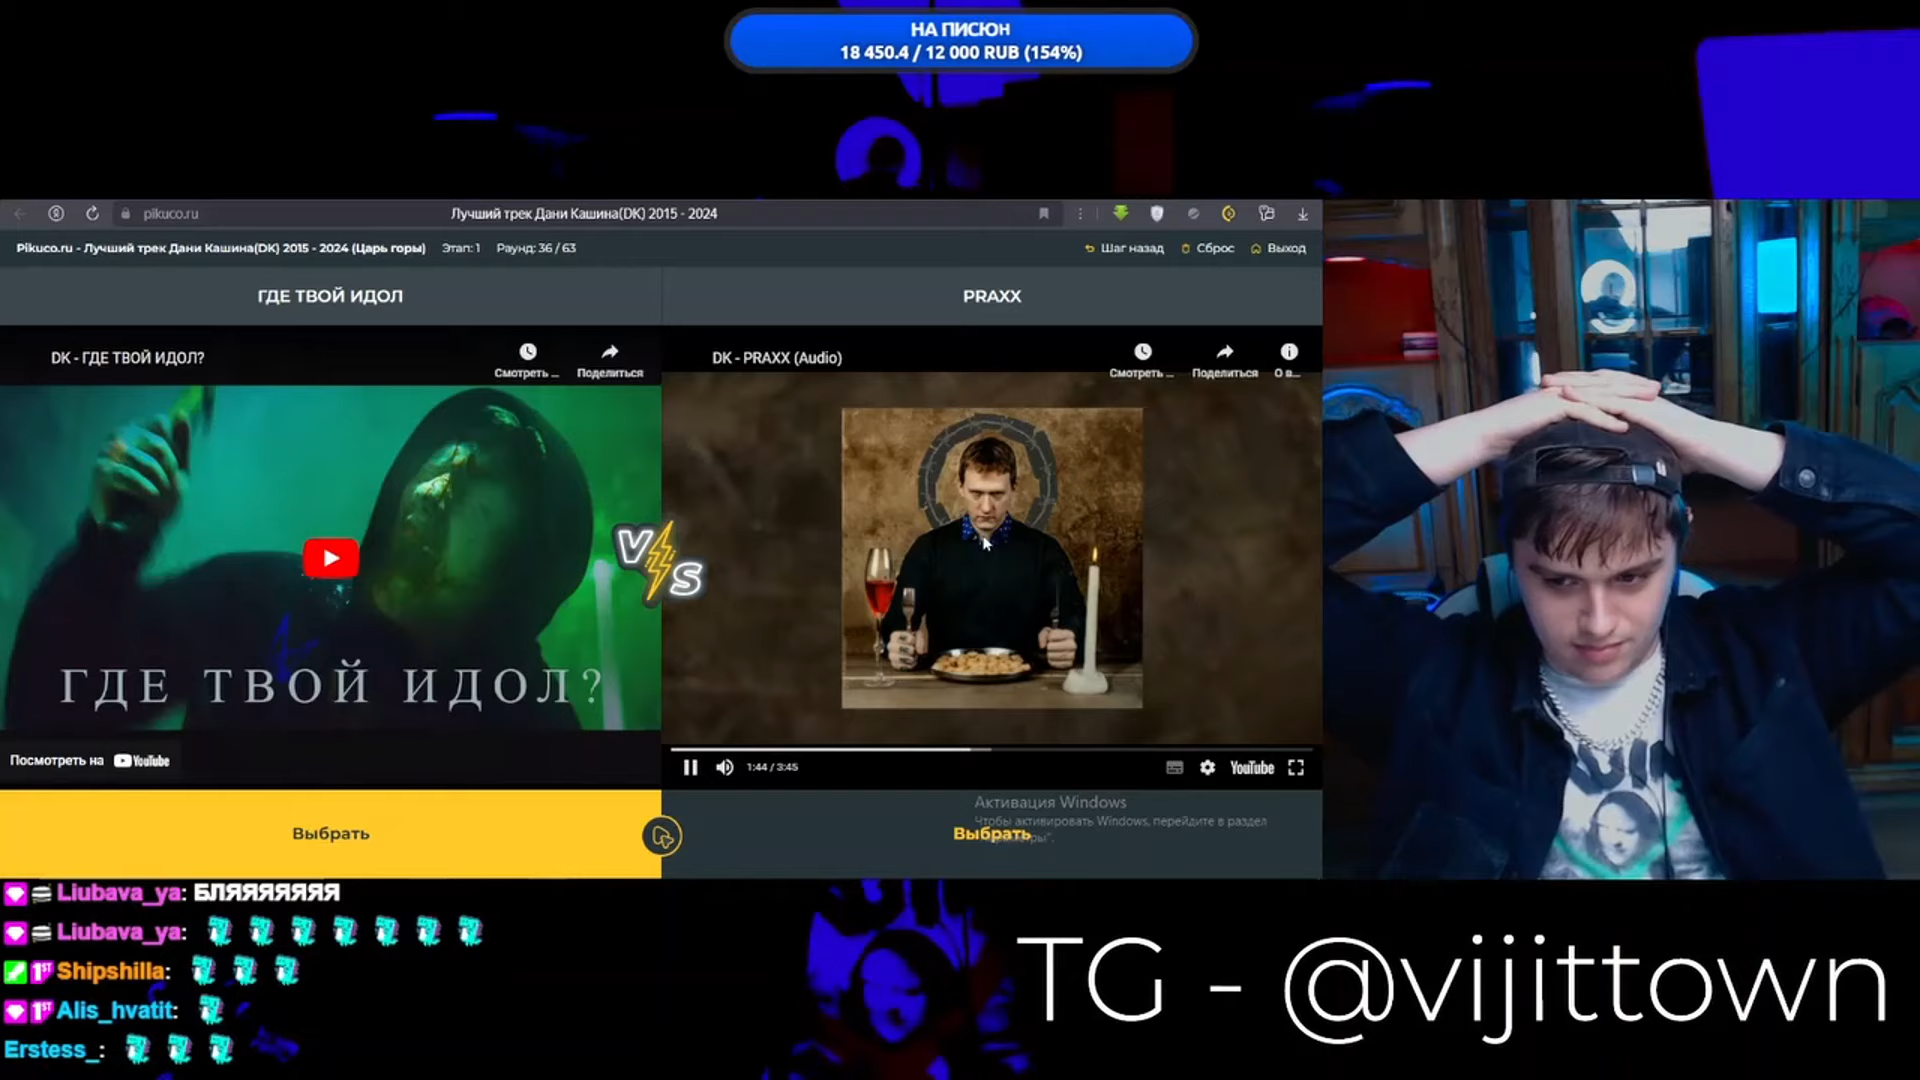 НА ПИСЮН
18 450.4 / 12 000 RUB (154%)
pikuco.ru
Лучший трек Дани Кашина(DK) 2015 - 2024
Pikuco.ru - Лучший трек Дани Кашина(DK) 2015 - 2024 (Царь горы)
Этап: 1
Раунд: 36 / 63
Шаг назад
Сброс
Выход
ГДЕ ТВОЙ ИДОЛ
PRAXX
DK - ГДЕ ТВОЙ ИДОЛ?
Смотреть ...
Поделиться
DK - PRAXX (Audio)
Смотреть ...
Поделиться
О в...
VS
ГДЕ ТВОЙ ИДОЛ?
Посмотреть на YouTube
1:44 / 3:45
YouTube
Выбрать
Активация Windows
Чтобы активировать Windows, перейдите в раздел
Выбрать
Liubava_ya: БЛЯЯЯЯЯЯЯ
Liubava_ya:
1ST Shipshilla:
1ST Alis_hvatit:
Erstess_:
TG - @vijittown